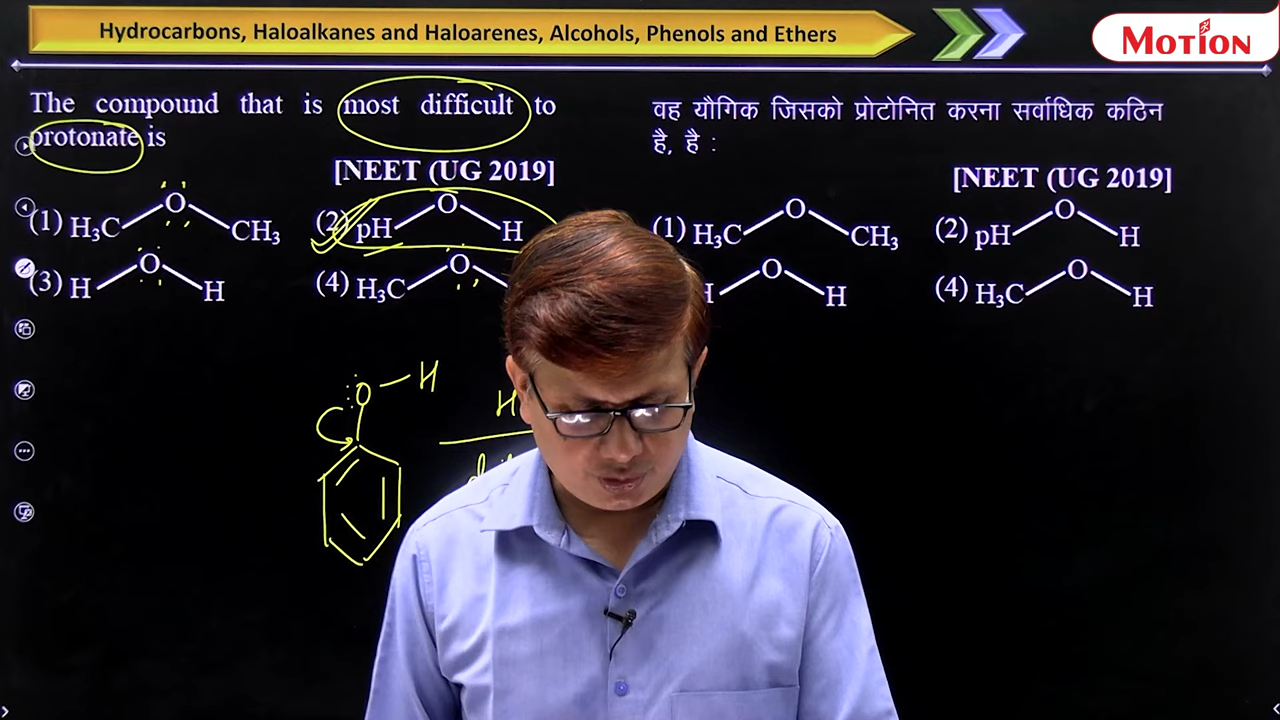 Hydrocarbons, Haloalkanes and Haloarenes, Alcohols, Phenols and Ethers
MOTION
The compound that is most difficult to
protonate is
[NEET (UG 2019]
(1) H₃C O CH₃
(2) pH O H
(3) H O H
(4) H₃C O
वह यौगिक जिसको प्रोटोनित करना सर्वाधिक कठिन
है, है :
[NEET (UG 2019]
(1) H₃C O CH₃
(2) pH O H
H O H
(4) H₃C O H
O H
H